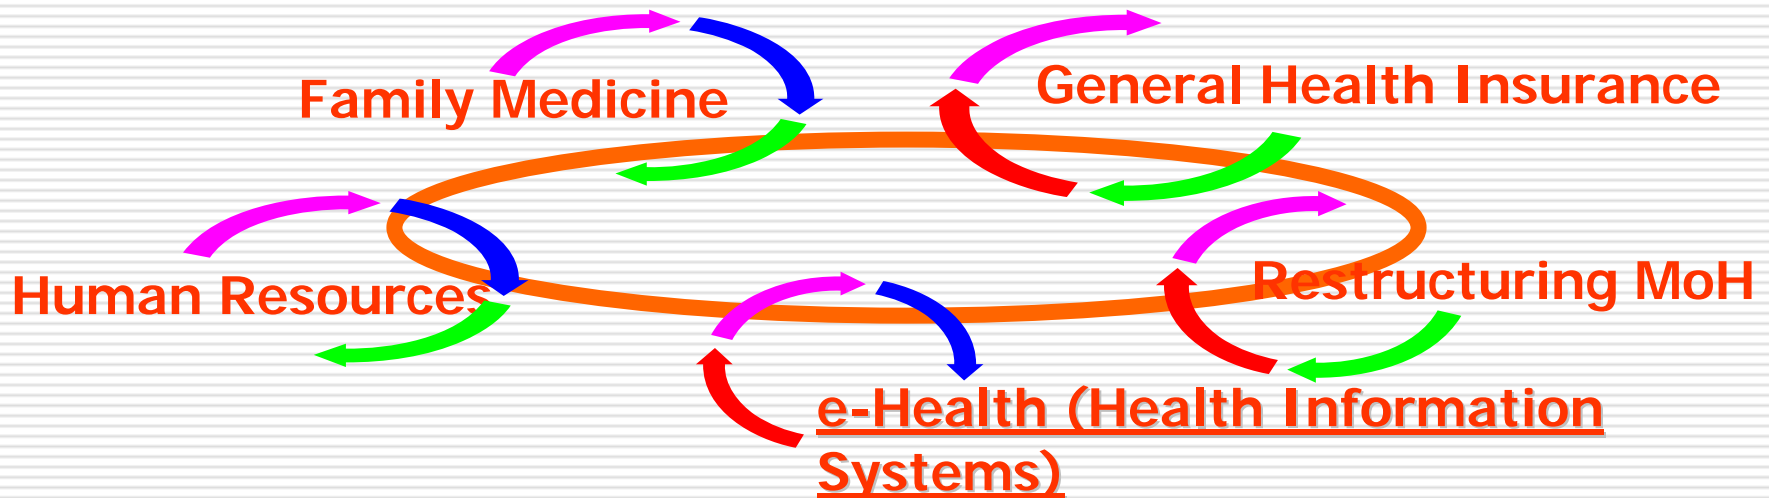 Family Medicine
General Health Insurance
Human Resources
Restructuring MoH
e-Health (Health Information
Systems)